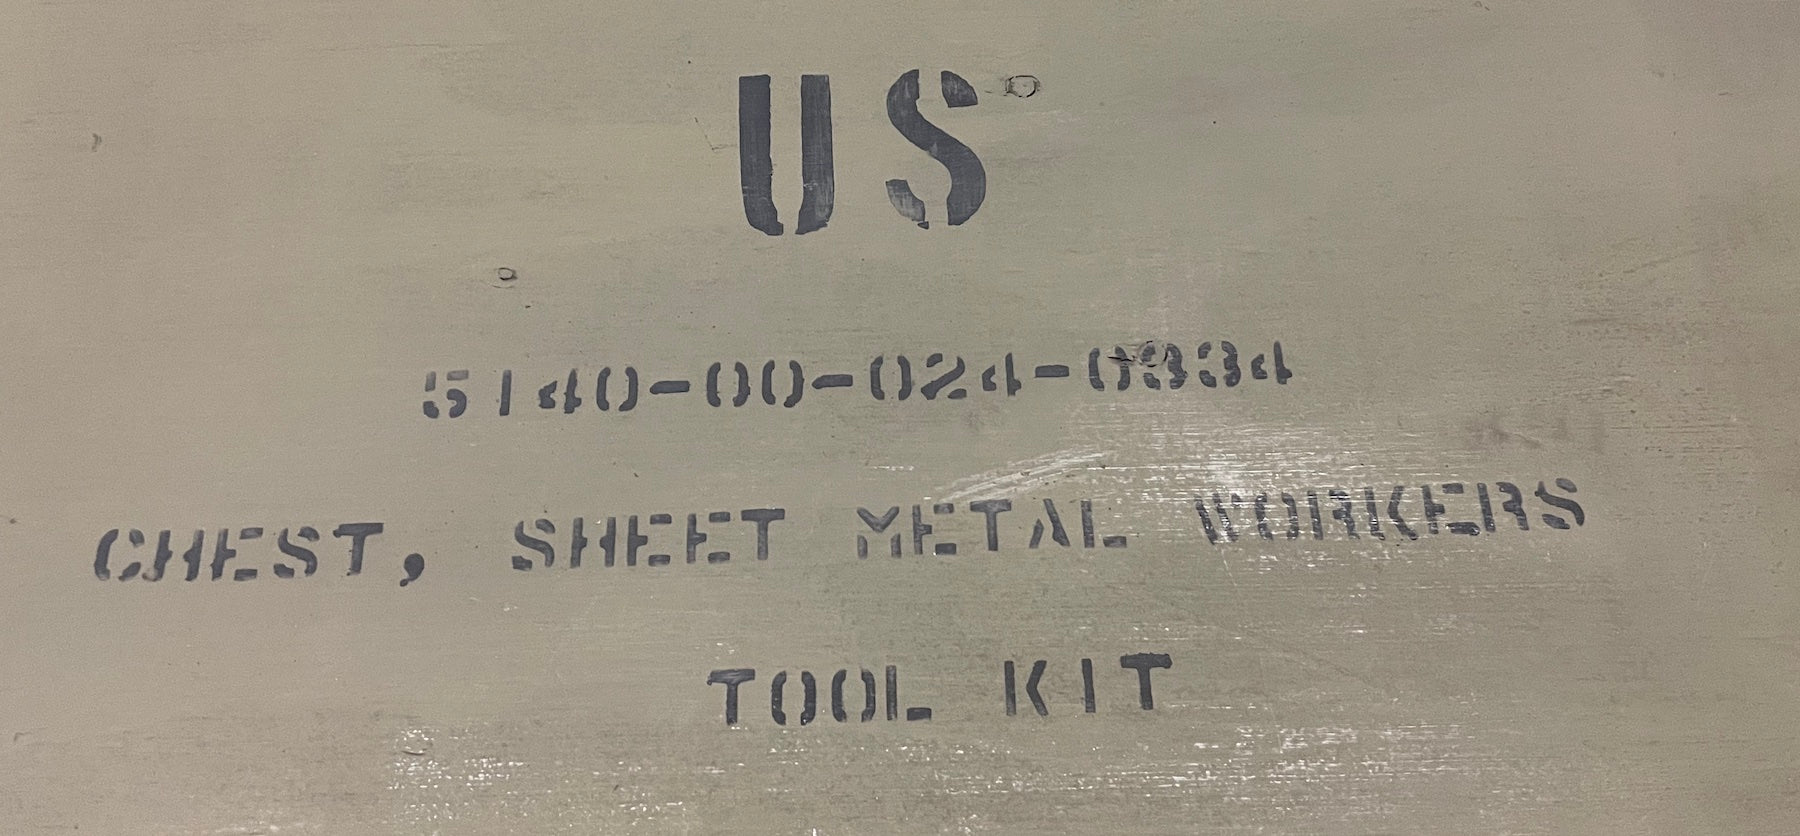 US
5140-00-024-0934
CHEST, SHEET METAL WORKERS
TOOL KIT